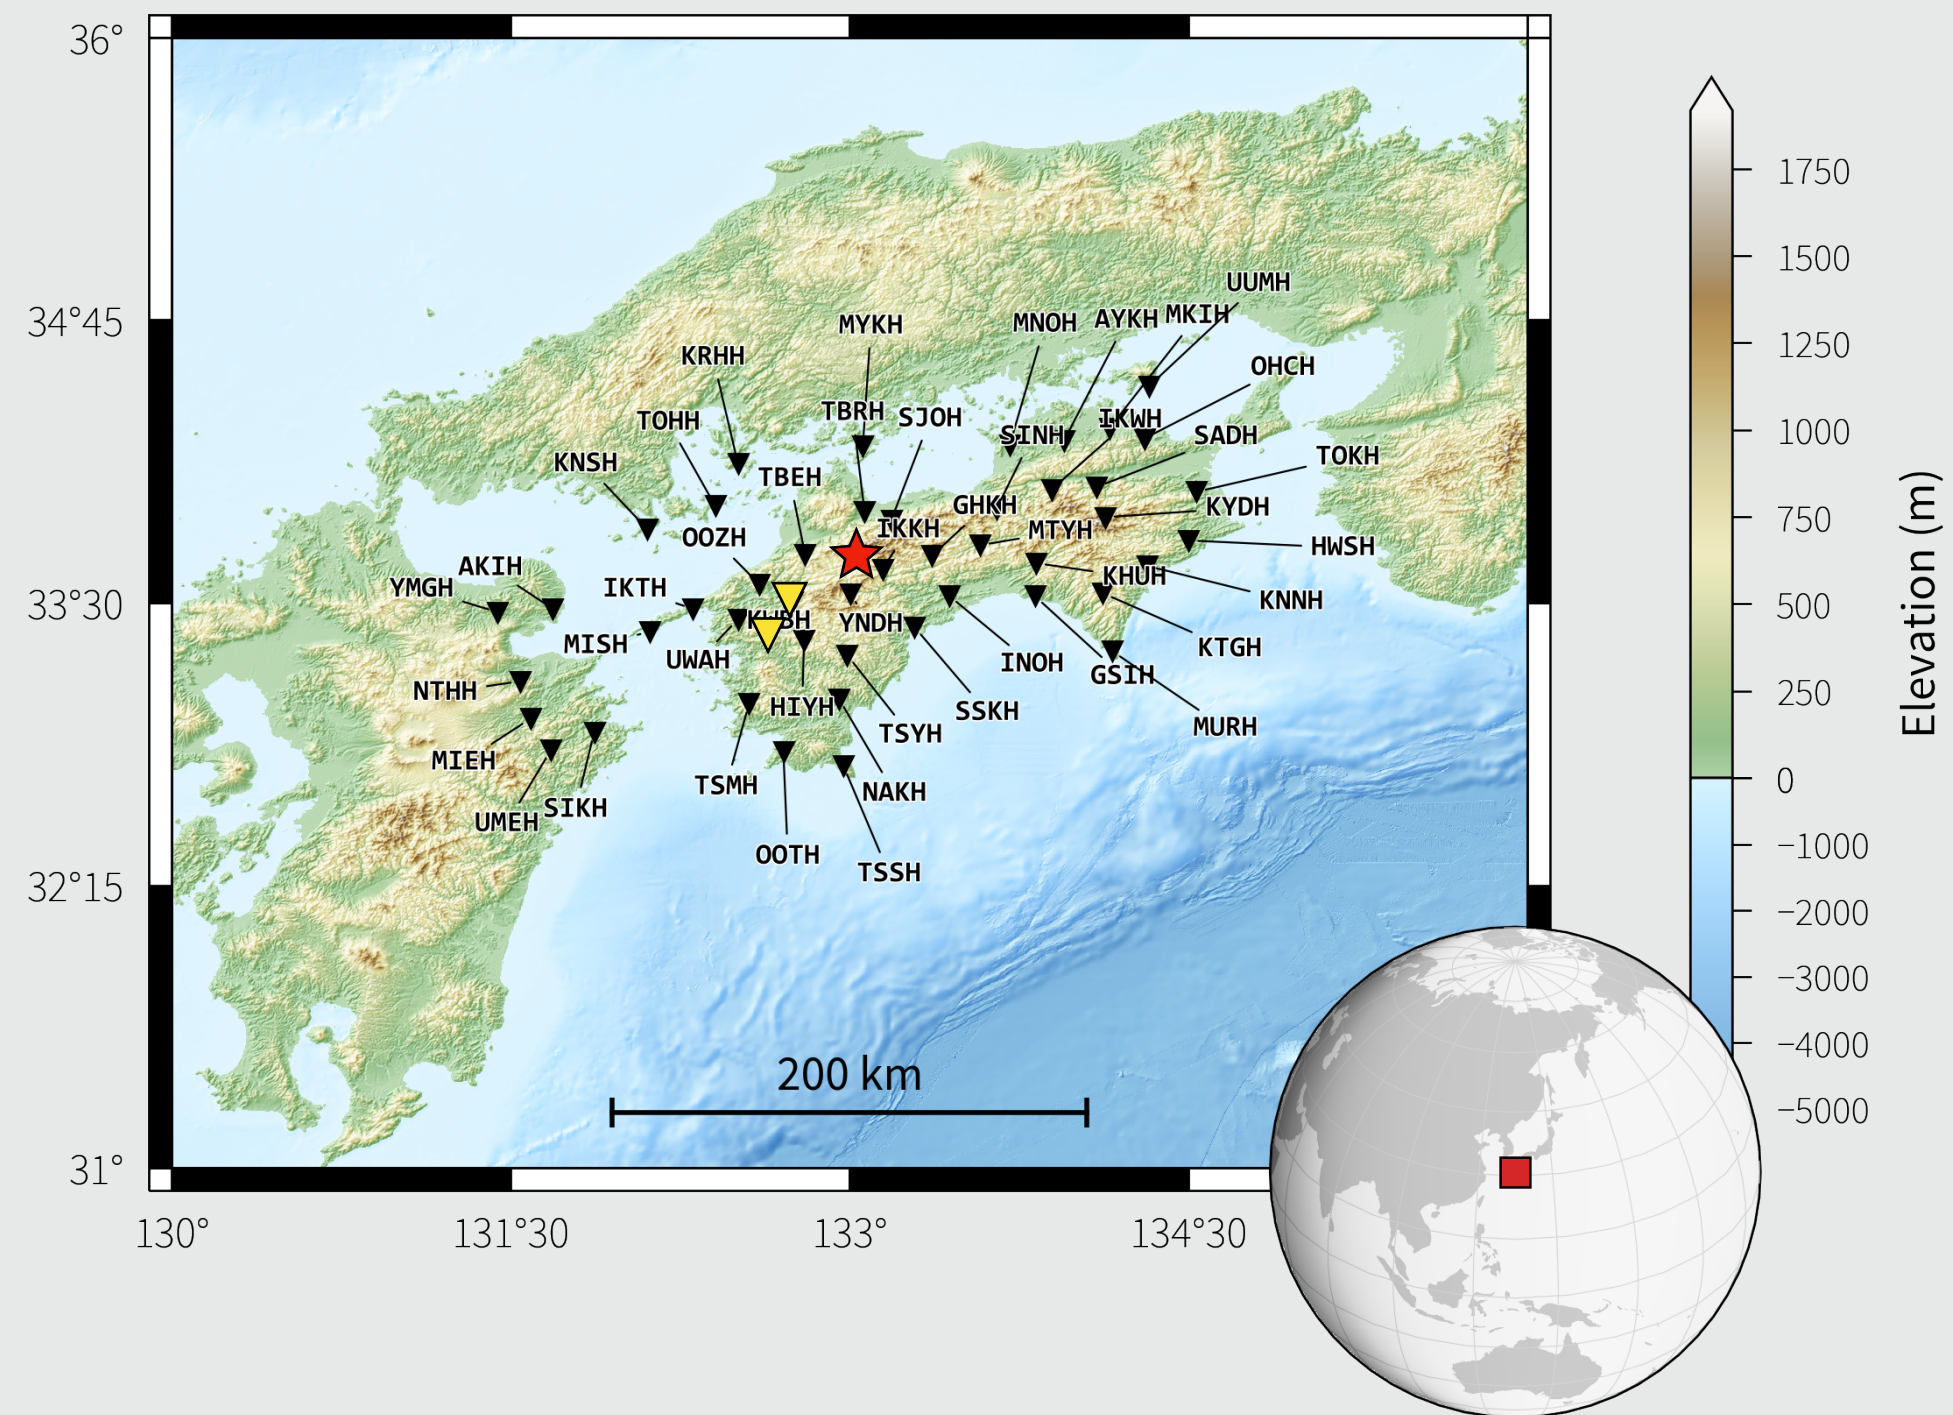 36°
34°45
33°30
32°15
31°
130°
131°30
133°
134°30
UUMH
MYKH
MNOH
AYKH
MKIH
KRHH
OHCH
TOHH
TBRH
SJOH
IKWH
SINH
SADH
KNSH
TBEH
TOKH
GHKH
KYDH
OOZH
IKKH
MTYH
HWSH
AKIH
YMGH
IKTH
KHUH
KNNH
MISH
YNDH
UWAH
INOH
KTGH
GSIH
NTHH
HIYH
SSKH
TSYH
MURH
MIEH
TSMH
NAKH
UMEH
SIKH
OOTH
TSSH
200 km
1750
1500
1250
1000
750
500
250
0
−1000
−2000
−3000
−4000
−5000
Elevation (m)